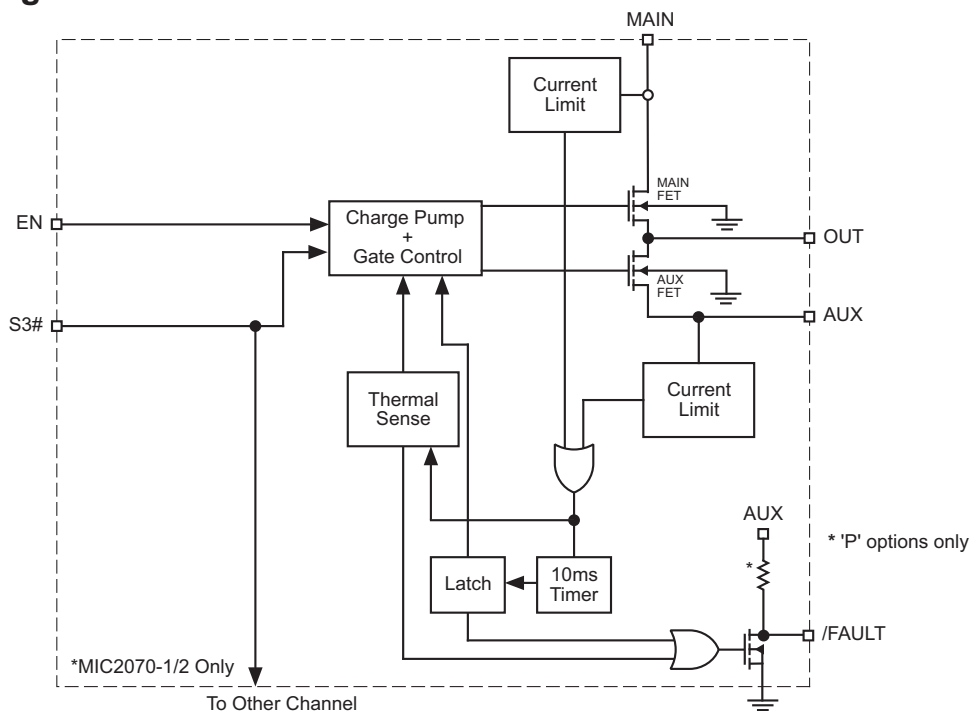 g
MAIN
Current
Limit
MAIN
FET
EN
Charge Pump
+
Gate Control
OUT
AUX
FET
S3#
AUX
Thermal
Sense
Current
Limit
AUX
* 'P' options only
*
Latch
10ms
Timer
/FAULT
*MIC2070-1/2 Only
To Other Channel